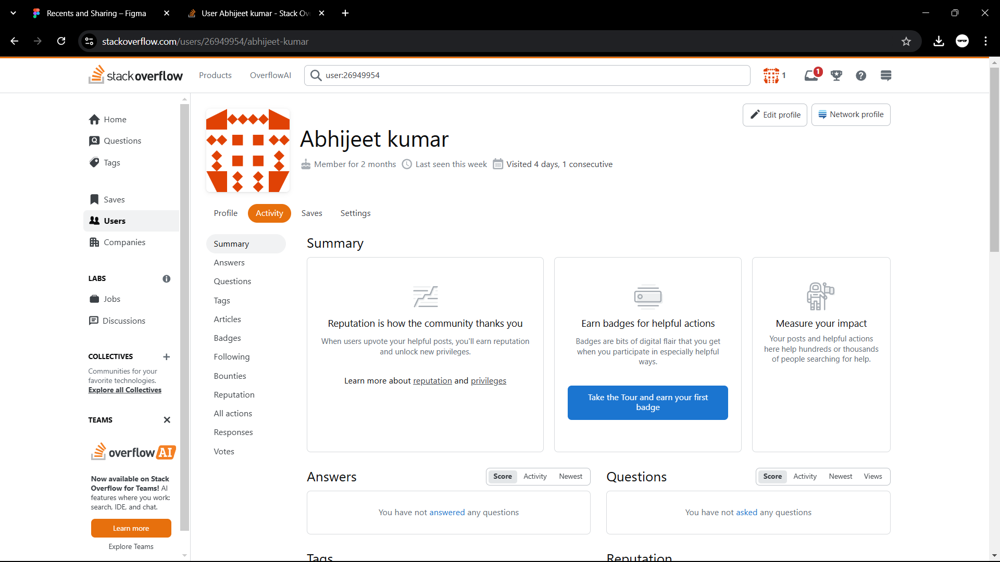 Recents and Sharing – Figma
User Abhijeet kumar - Stack Ov
stackoverflow.com/users/26949954/abhijeet-kumar
stackoverflow
Products
OverflowAI
user:26949954
1
1
Home
Questions
Tags
Saves
Users
Companies
LABS
Jobs
Discussions
COLLECTIVES
Communities for your
favorite technologies.
Explore all Collectives
TEAMS
overflow AI
Now available on Stack
Overflow for Teams! AI
features where you work:
search, IDE, and chat.
Learn more
Explore Teams
Edit profile
Network profile
Abhijeet kumar
Member for 2 months
Last seen this week
Visited 4 days, 1 consecutive
Profile
Activity
Saves
Settings
Summary
Answers
Questions
Tags
Articles
Badges
Following
Bounties
Reputation
All actions
Responses
Votes
Summary
Reputation is how the community thanks you
When users upvote your helpful posts, you'll earn reputation
and unlock new privileges.
Learn more about reputation and privileges
Earn badges for helpful actions
Badges are bits of digital flair that you get
when you participate in especially helpful
ways.
Take the Tour and earn your first
badge
Measure your impact
Your posts and helpful actions
here help hundreds or thousands
of people searching for help.
Answers
Score
Activity
Newest
You have not answered any questions
Questions
Score
Activity
Newest
Views
You have not asked any questions
Tags
Reputation